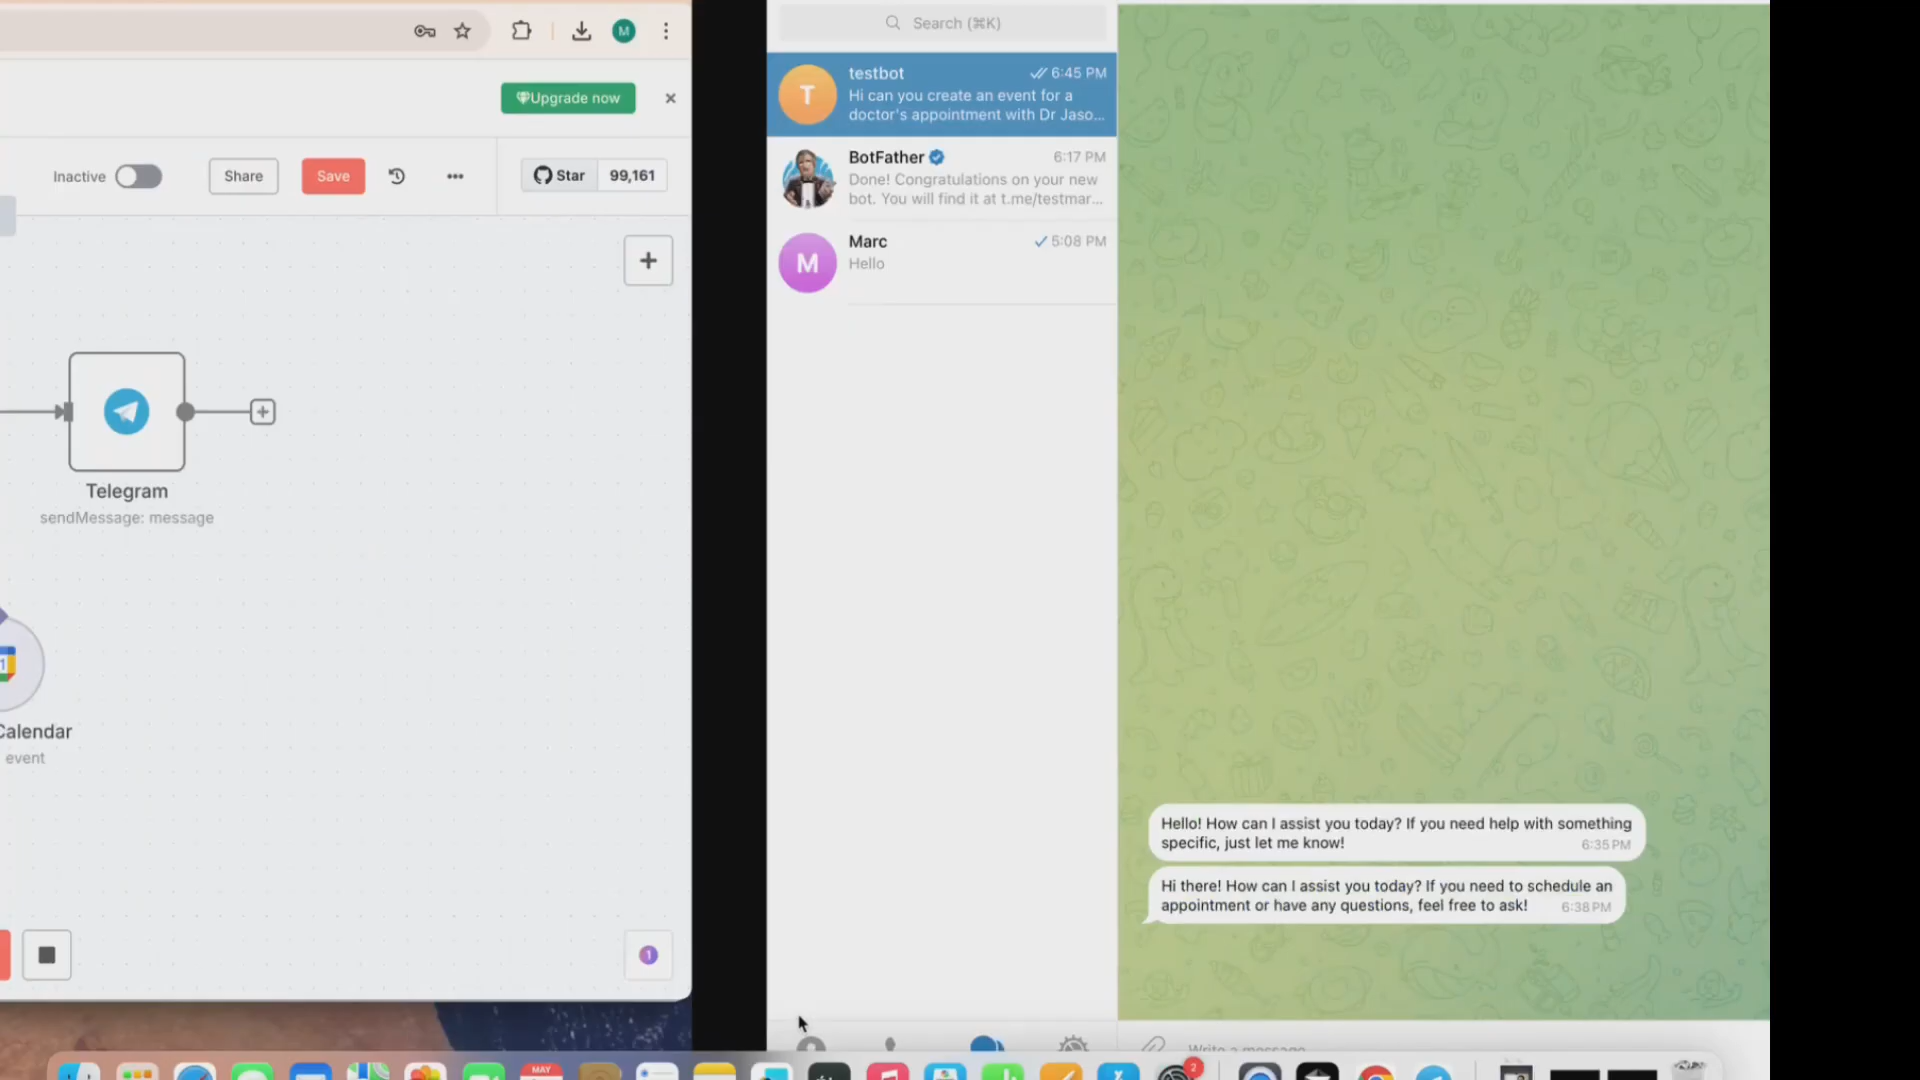 M
Upgrade now
Inactive
Share
Save
Star
99,161
Telegram
sendMessage: message
Calendar
event
1
Search (⌘K)
T
testbot
6:45 PM
Hi can you create an event for a
doctor's appointment with Dr Jaso...
BotFather
6:17 PM
Done! Congratulations on your new
bot. You will find it at t.me/testmar...
M
Marc
5:08 PM
Hello
Hello! How can I assist you today? If you need help with something
specific, just let me know!
6:35 PM
Hi there! How can I assist you today? If you need to schedule an
appointment or have any questions, feel free to ask!
6:38 PM
Write a message
MAY
2